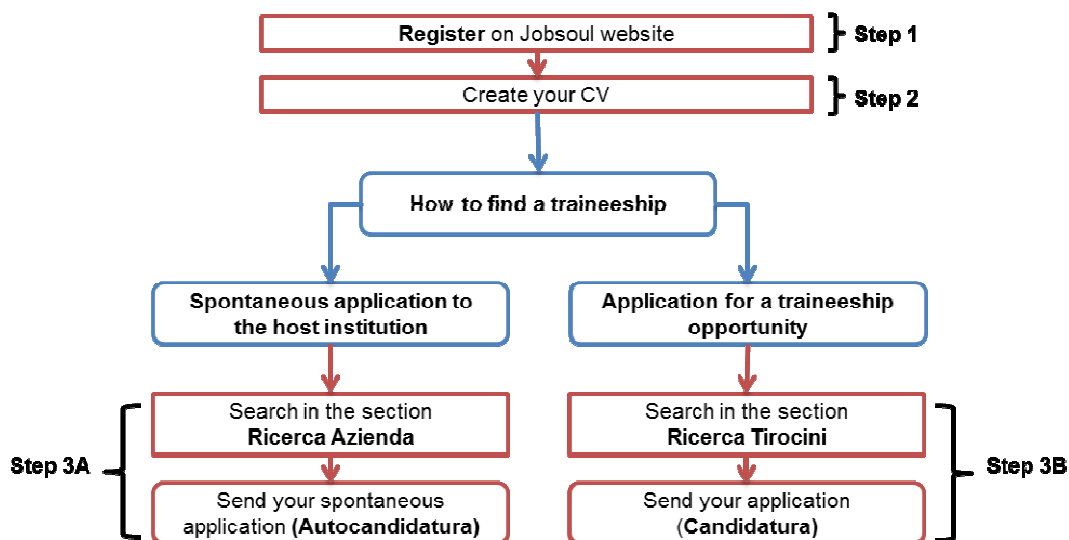 Register on Jobsoul website
Step 1
Create your CV
Step 2
How to find a traineeship
Spontaneous application to
the host institution
Application for a traineeship
opportunity
Step 3A
Search in the section
Ricerca Azienda
Send your spontaneous
application (Autocandidatura)
Search in the section
Ricerca Tirocini
Send your application
(Candidatura)
Step 3B